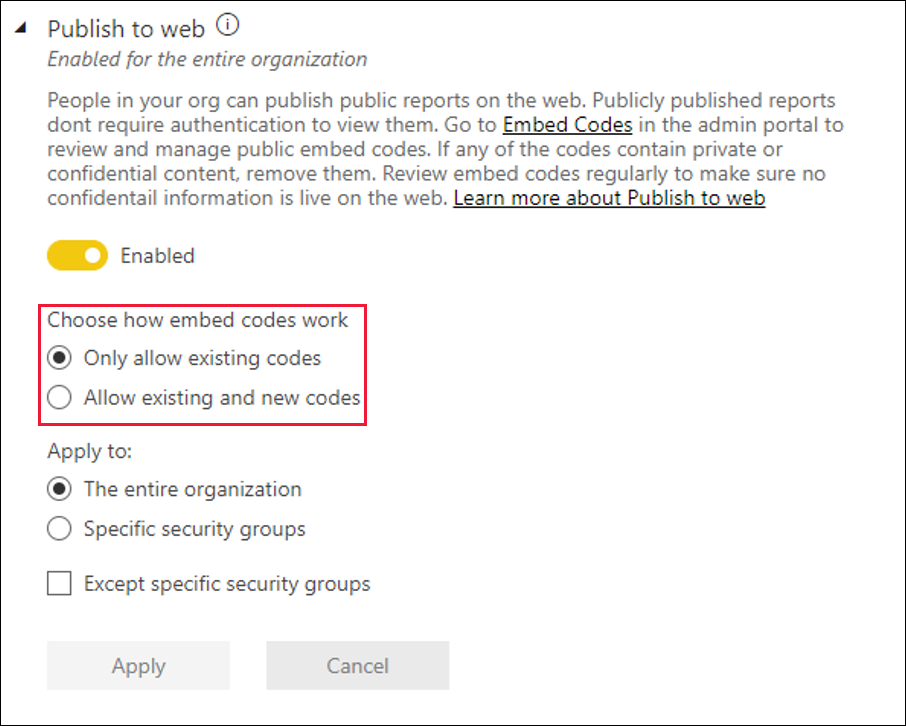 Publish to web
Enabled for the entire organization
People in your org can publish public reports on the web. Publicly published reports
dont require authentication to view them. Go to Embed Codes in the admin portal to
review and manage public embed codes. If any of the codes contain private or
confidential content, remove them. Review embed codes regularly to make sure no
confidentail information is live on the web. Learn more about Publish to web
Enabled
Choose how embed codes work
Only allow existing codes
Allow existing and new codes
Apply to:
The entire organization
Specific security groups
Except specific security groups
Apply
Cancel